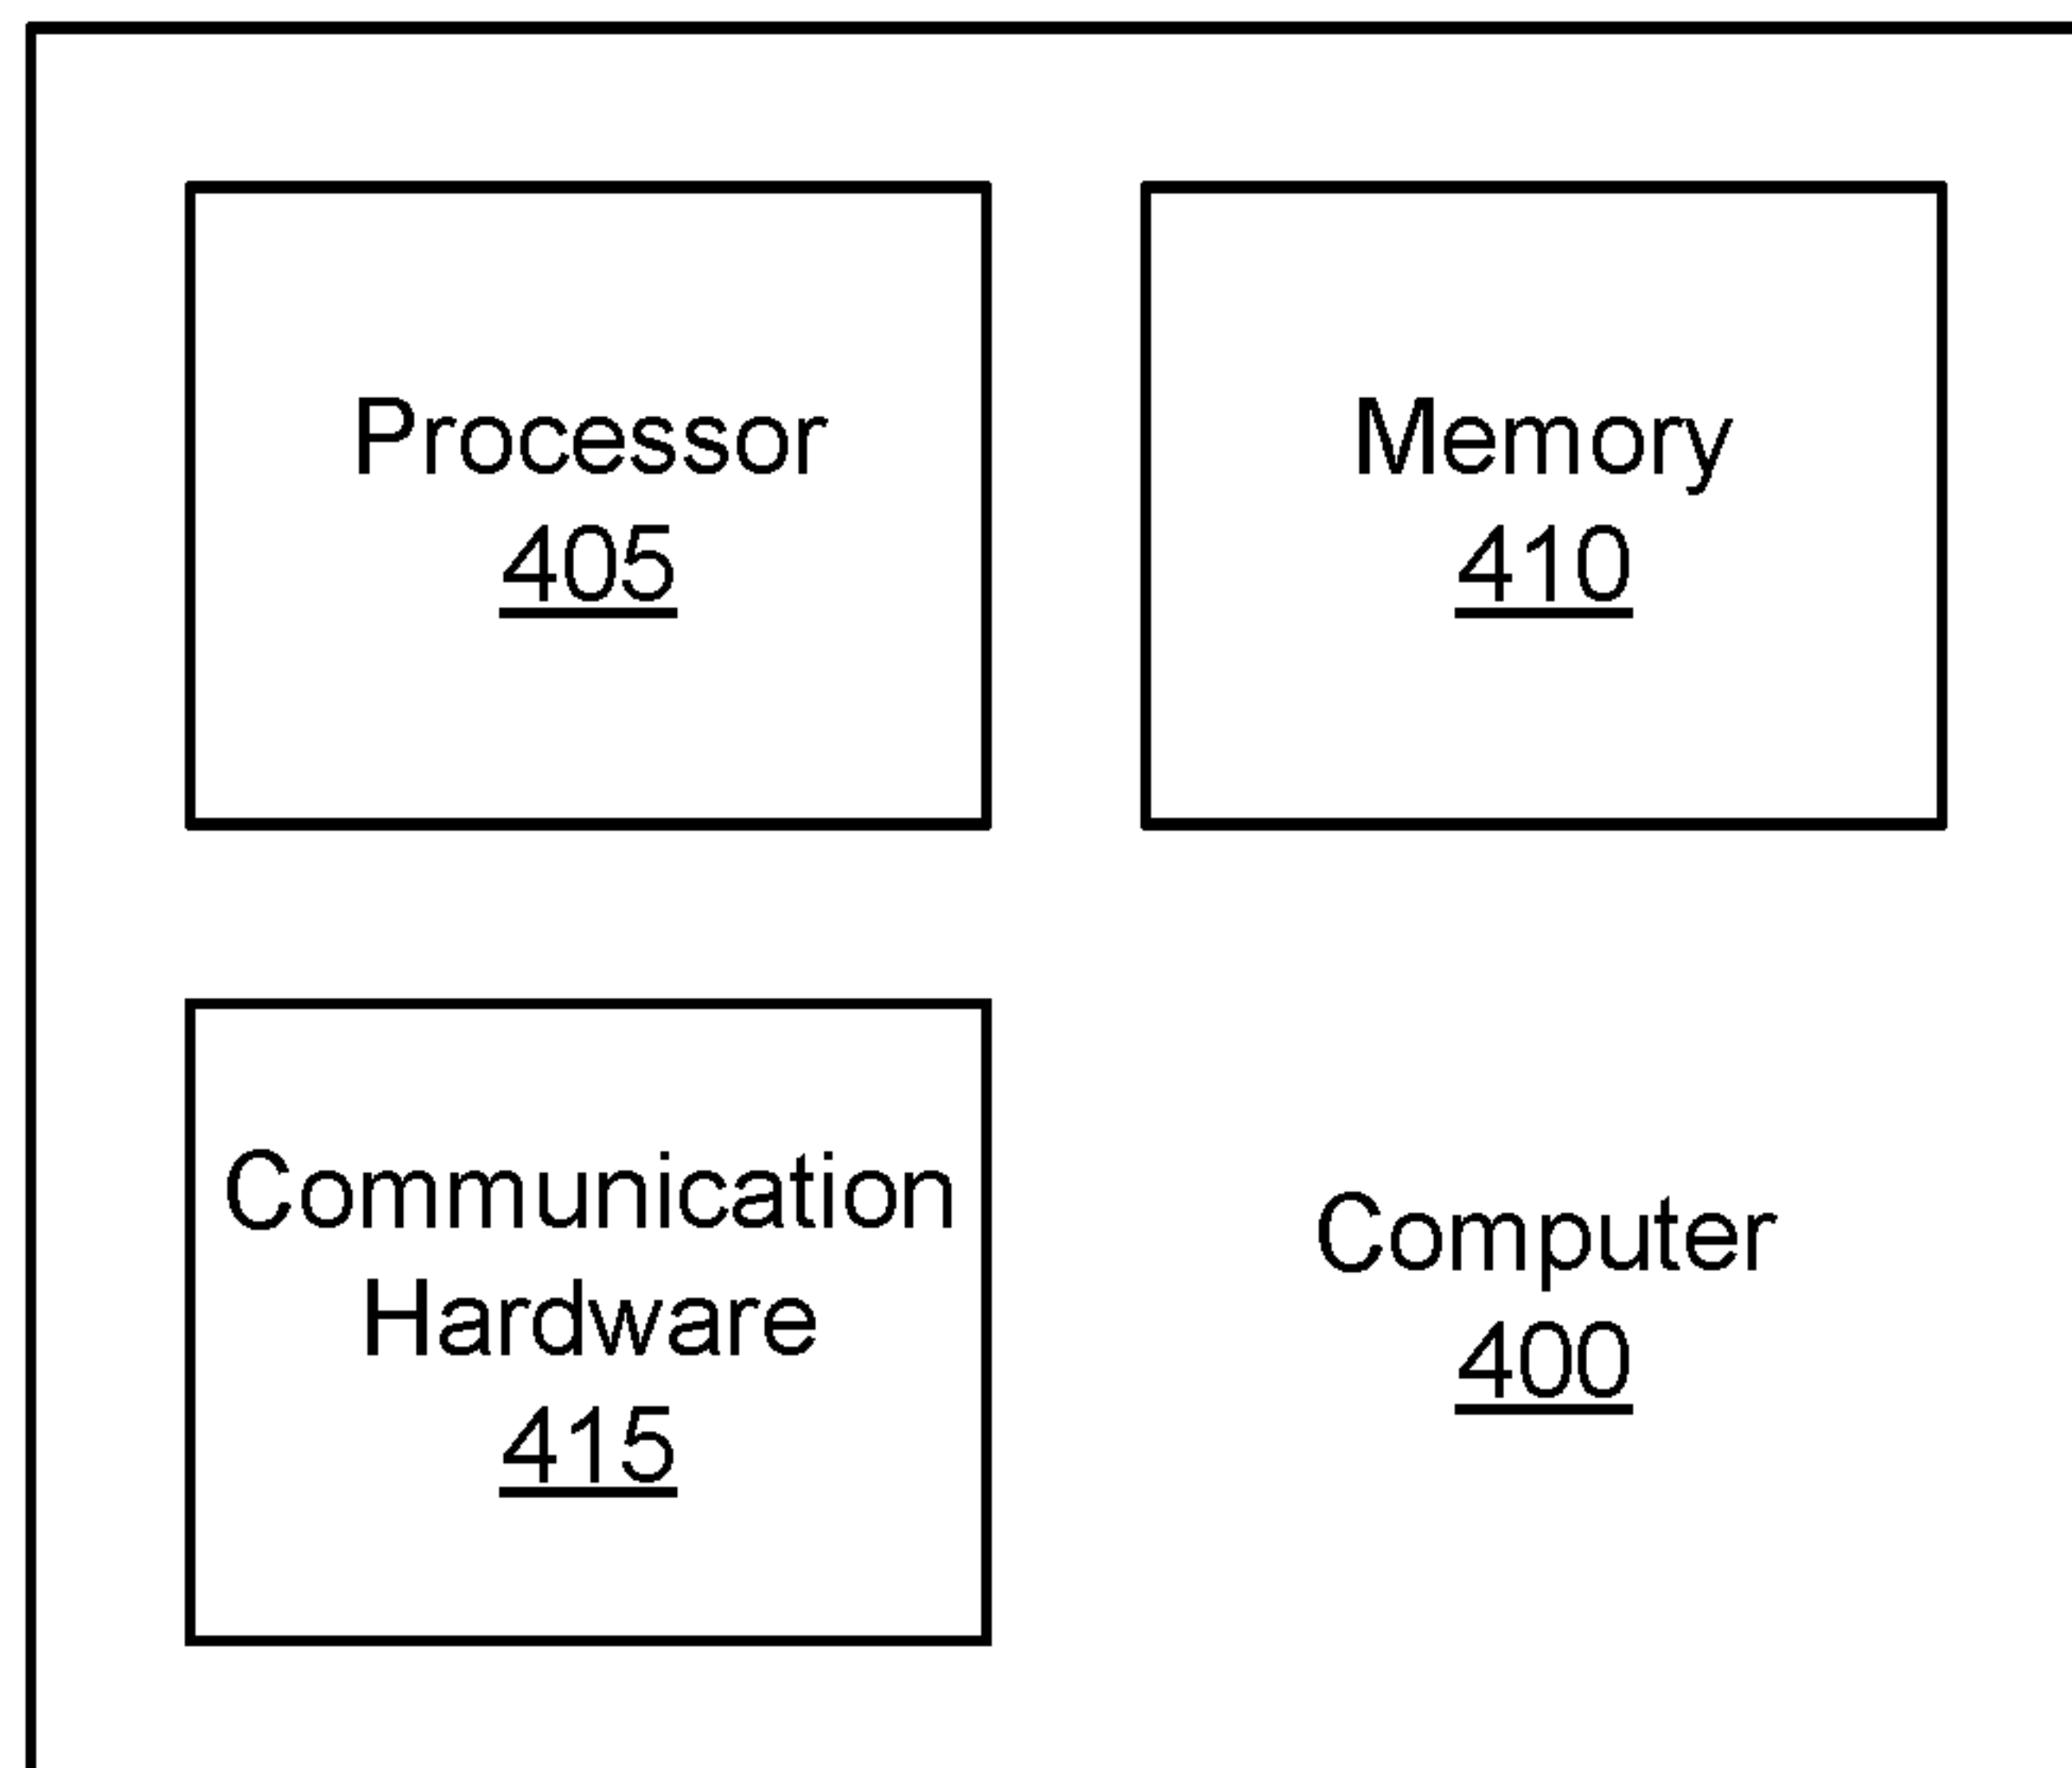 Processor
405
Memory
410
Communication
Hardware
415
Computer
400